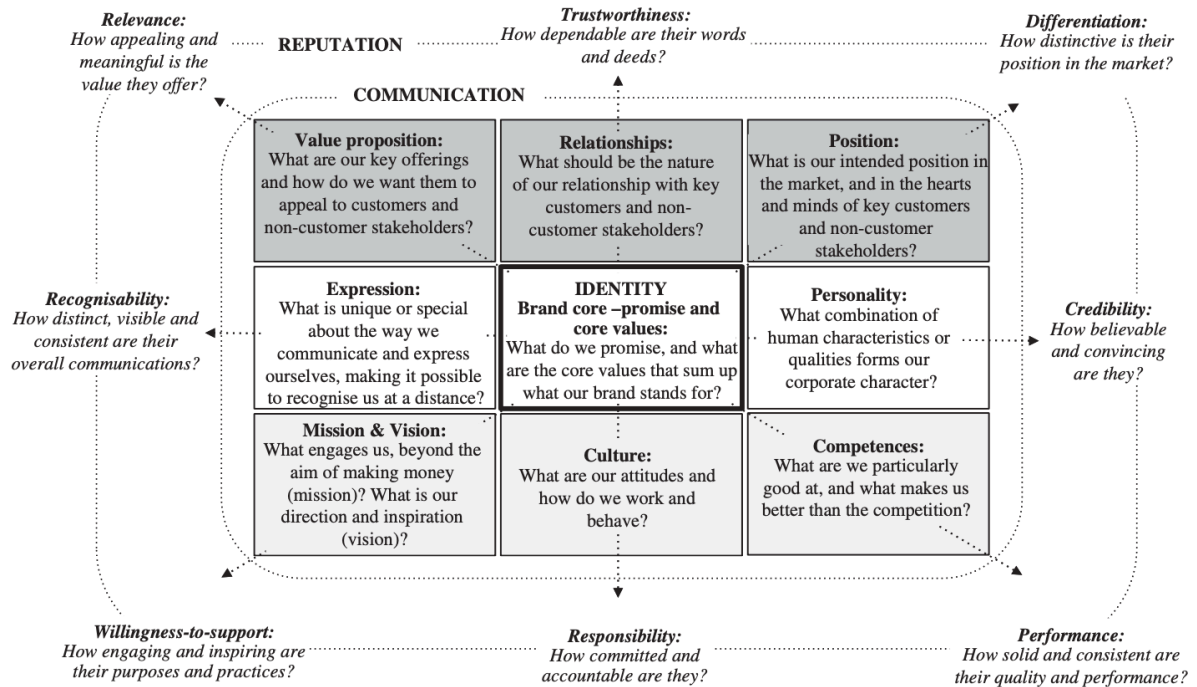 Relevance:
How appealing and
meaningful is the
value they offer?
REPUTATION
Trustworthiness:
How dependable are their words
and deeds?
Differentiation:
How distinctive is their
position in the market?
COMMUNICATION
Value proposition:
What are our key offerings
and how do we want them to
appeal to customers and
non-customer stakeholders?
Relationships:
What should be the nature
of our relationship with key
customers and non-
customer stakeholders?
Position:
What is our intended position in
the market, and in the hearts
and minds of key customers
and non-customer
stakeholders?
Recognisability:
How distinct, visible and
consistent are their
overall communications?
Expression:
What is unique or special
about the way we
communicate and express
ourselves, making it possible
to recognise us at a distance?
IDENTITY
Brand core –promise and
core values:
What do we promise, and what
are the core values that sum up
what our brand stands for?
Personality:
What combination of
human characteristics or
qualities forms our
corporate character?
Credibility:
How believable
and convincing
are they?
Mission & Vision:
What engages us, beyond the
aim of making money
(mission)? What is our
direction and inspiration
(vision)?
Culture:
What are our attitudes and
how do we work and
behave?
Competences:
What are we particularly
good at, and what makes us
better than the competition?
Willingness-to-support:
How engaging and inspiring are
their purposes and practices?
Responsibility:
How committed and
accountable are they?
Performance:
How solid and consistent are
their quality and performance?